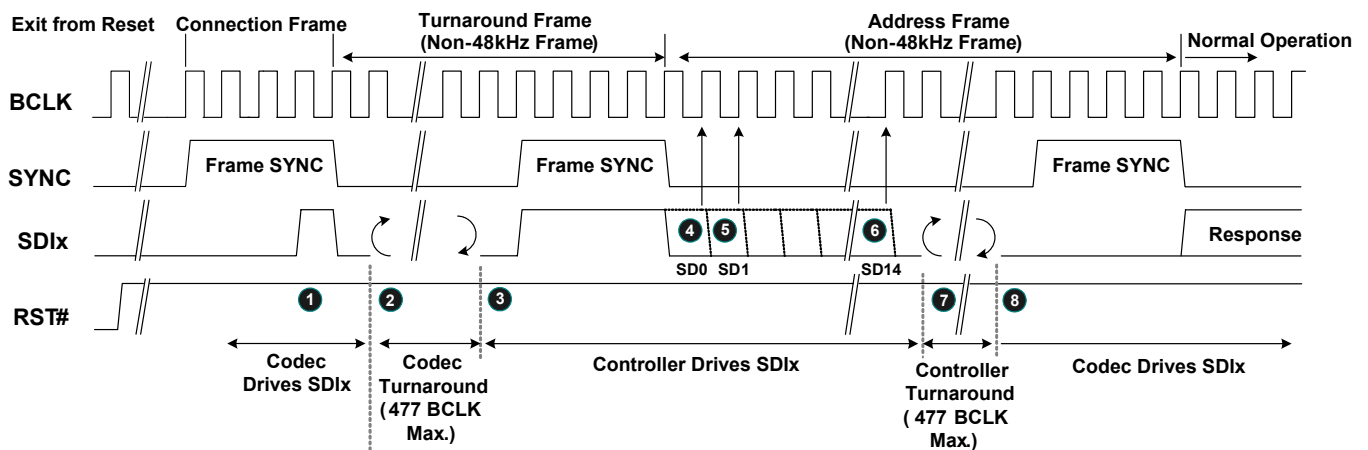 Exit from Reset
Connection Frame
Turnaround Frame
(Non-48kHz Frame)
Address Frame
(Non-48kHz Frame)
Normal Operation
BCLK
SYNC
Frame SYNC
Frame SYNC
Frame SYNC
SDIx
4
5
6
Response
SD0
SD1
SD14
RST#
1
2
3
7
8
Codec
Drives SDIx
Codec
Turnaround
(477 BCLK
Max.)
Controller Drives SDIx
Controller
Turnaround
( 477 BCLK
Max.)
Codec Drives SDIx